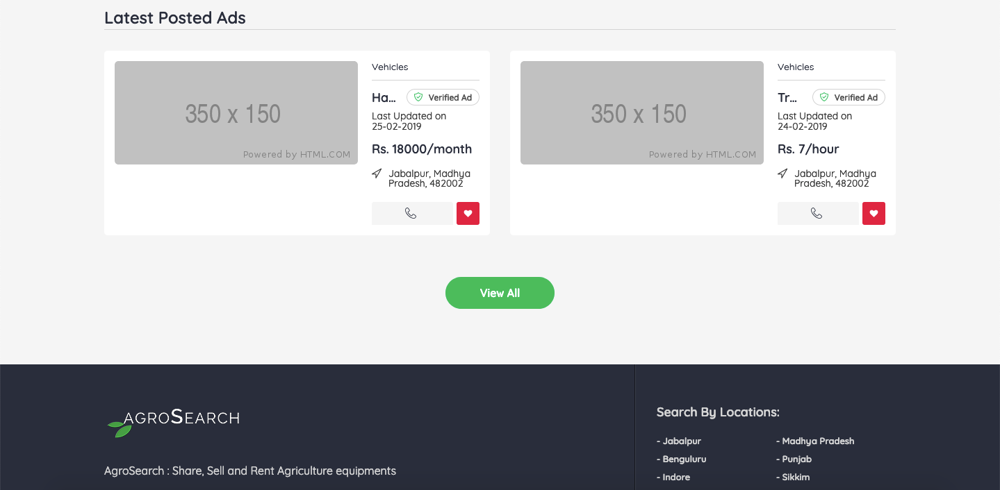 Latest Posted Ads
350 x 150
Powered by HTML.COM
Vehicles
Ha... Verified Ad
Last Updated on
25-02-2019
Rs. 18000/month
Jabalpur, Madhya
Pradesh, 482002
350 x 150
Powered by HTML.COM
Vehicles
Tr... Verified Ad
Last Updated on
24-02-2019
Rs. 7/hour
Jabalpur, Madhya
Pradesh, 482002
View All
AGROSEARCH
AgroSearch : Share, Sell and Rent Agriculture equipments
Search By Locations:
- Jabalpur
- Benguluru
- Indore
- Madhya Pradesh
- Punjab
- Sikkim